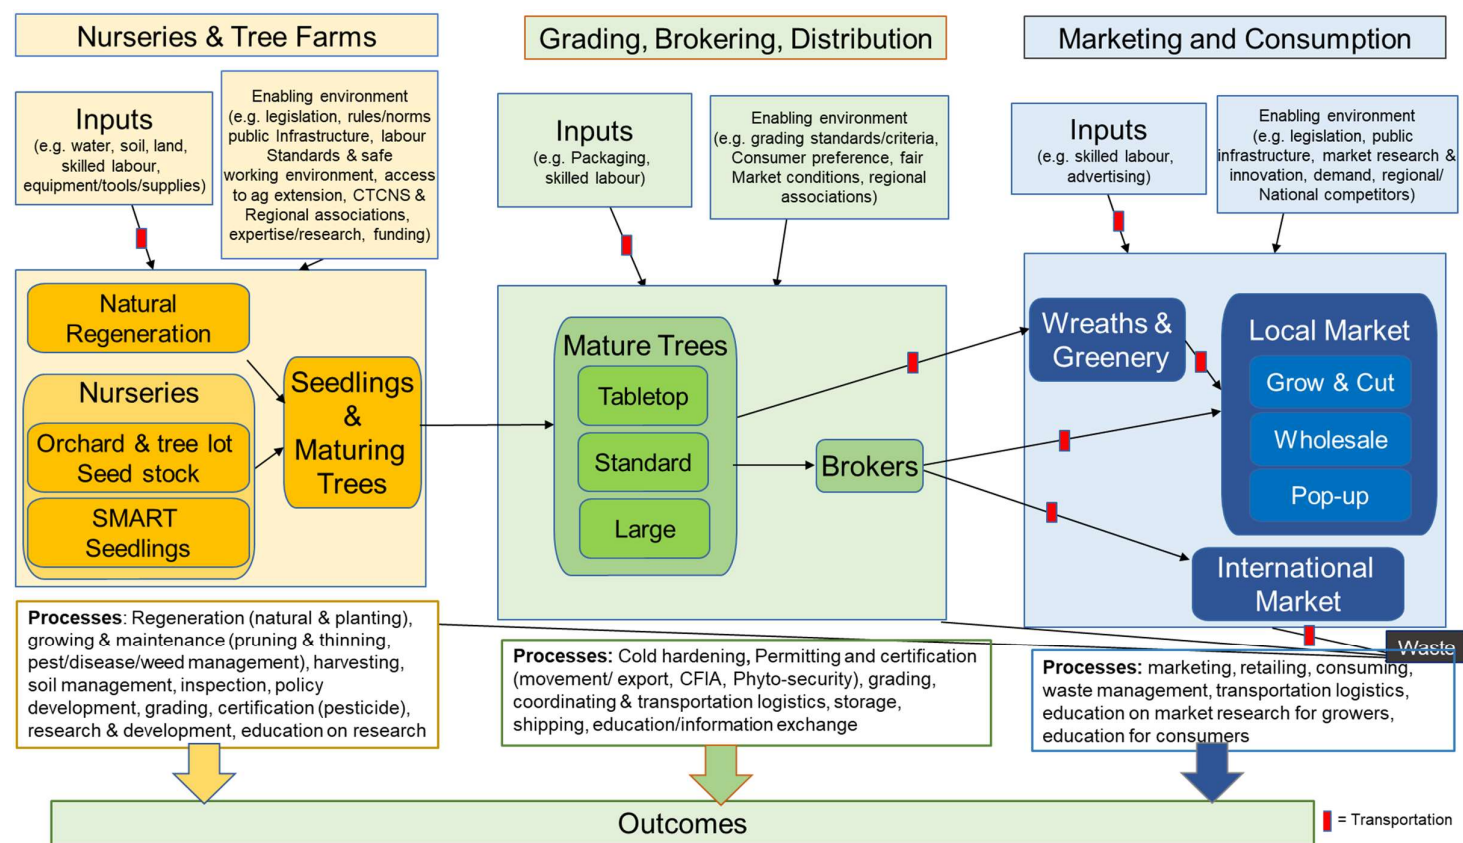 Nurseries & Tree Farms
Grading, Brokering, Distribution
Marketing and Consumption
Inputs
(e.g. water, soil, land,
skilled labour,
equipment/tools/supplies)
Enabling environment
(e.g. legislation, rules/norms
public Infrastructure, labour
Standards & safe
working environment, access
to ag extension, CTCNS &
Regional associations,
expertise/research, funding)
Inputs
(e.g. Packaging,
skilled labour)
Enabling environment
(e.g. grading standards/criteria,
Consumer preference, fair
Market conditions, regional
associations)
Inputs
(e.g. skilled labour,
advertising)
Enabling environment
(e.g. legislation, public
infrastructure, market research &
innovation, demand, regional/
National competitors)
Natural
Regeneration
Nurseries
Orchard & tree lot
Seed stock
SMART
Seedlings
Seedlings
&
Maturing
Trees
Mature Trees
Tabletop
Standard
Large
Brokers
Wreaths &
Greenery
Local Market
Grow & Cut
Wholesale
Pop-up
International
Market
Waste
Processes: Regeneration (natural & planting),
growing & maintenance (pruning & thinning,
pest/disease/weed management), harvesting,
soil management, inspection, policy
development, grading, certification (pesticide),
research & development, education on research
Processes: Cold hardening, Permitting and certification
(movement/ export, CFIA, Phyto-security), grading,
coordinating & transportation logistics, storage,
shipping, education/information exchange
Processes: marketing, retailing, consuming,
waste management, transportation logistics,
education on market research for growers,
education for consumers
Outcomes
= Transportation